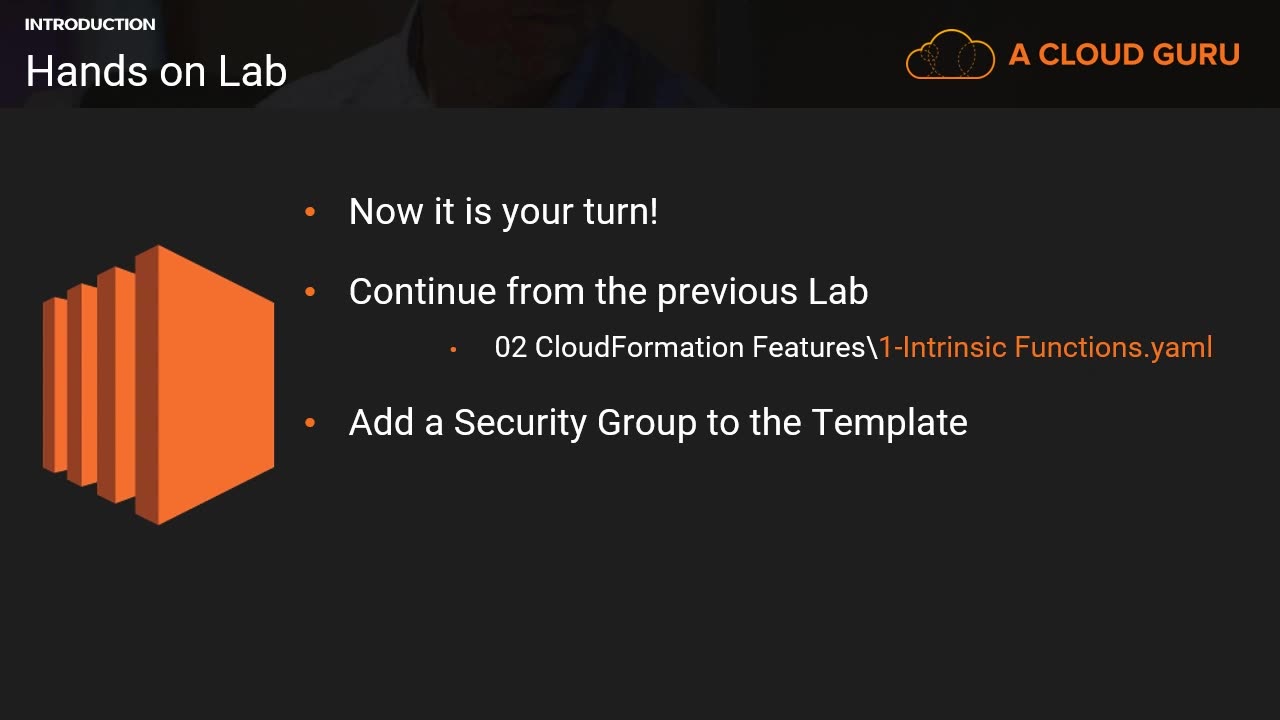 INTRODUCTION
Hands on Lab
A CLOUD GURU
• Now it is your turn!
• Continue from the previous Lab
• 02 CloudFormation Features\1-Intrinsic Functions.yaml
• Add a Security Group to the Template